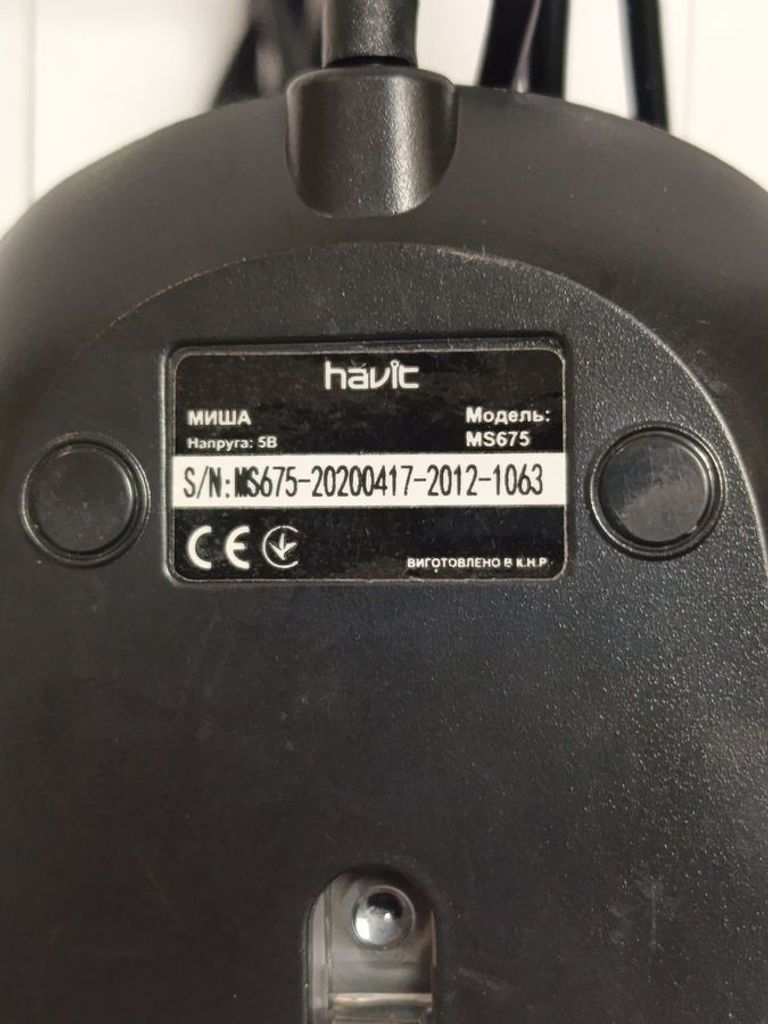 havit
МИША
Модель:
Напруга: 5В
MS675
S/N:MS675-20200417-2012-1063
CE
ВИГОТОВЛЕНО В К.Н.Р